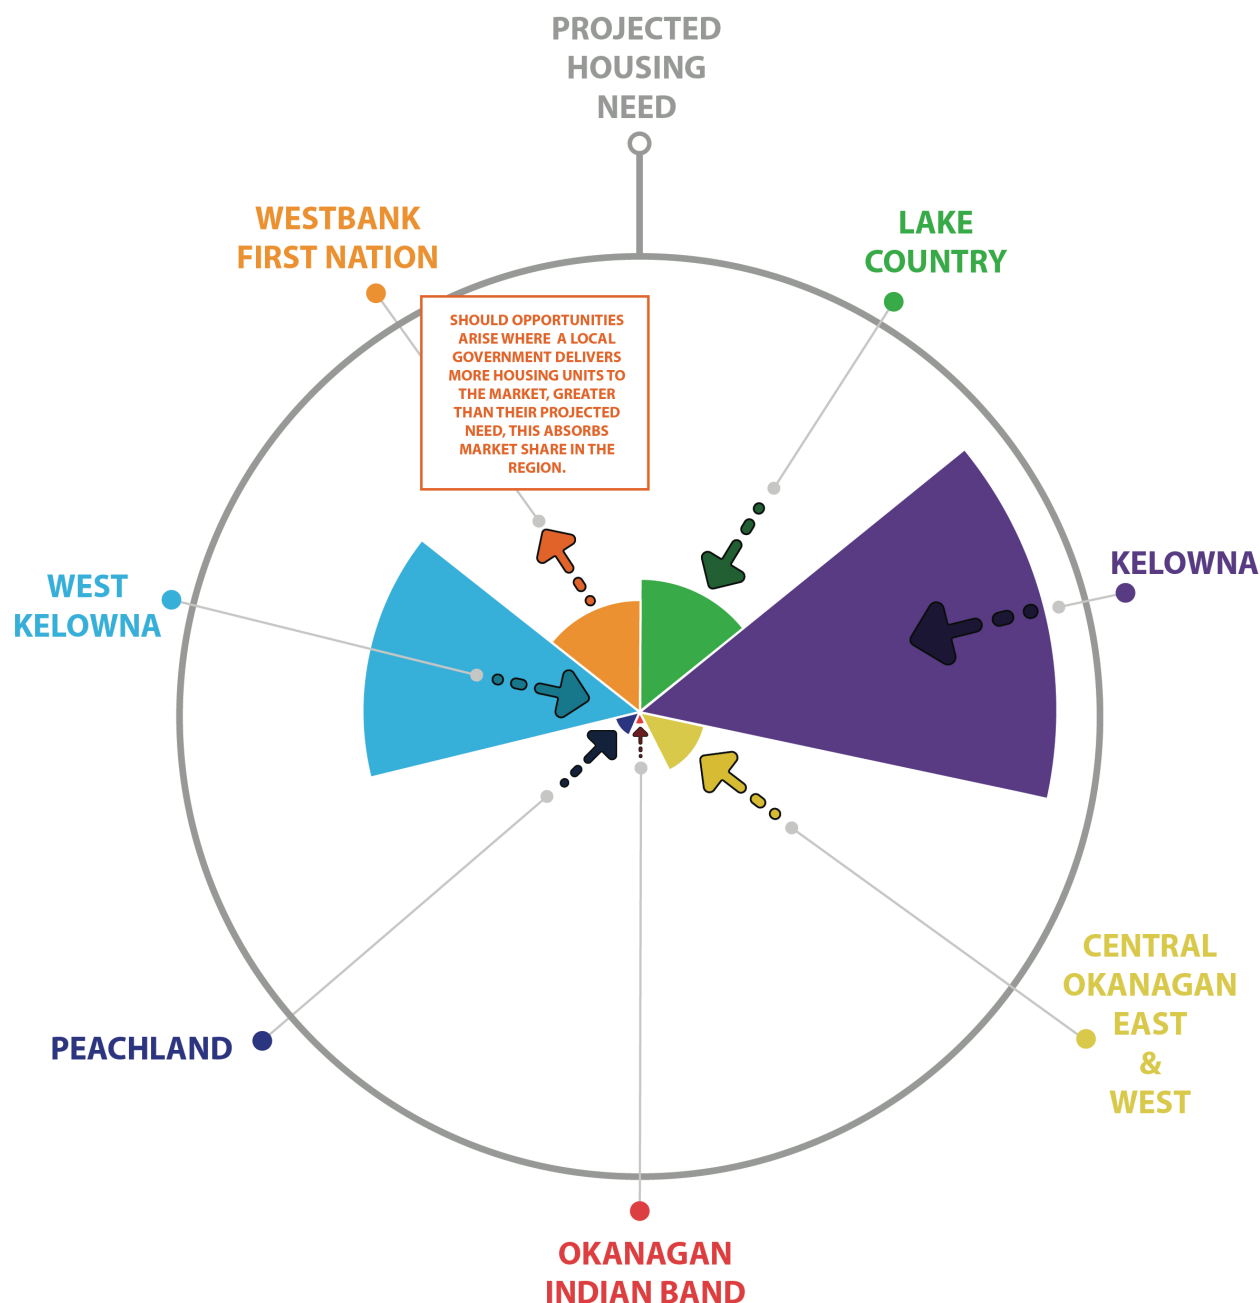 PROJECTED
HOUSING
NEED
WESTBANK
FIRST NATION
LAKE
COUNTRY
SHOULD OPPORTUNITIES
ARISE WHERE A LOCAL
GOVERNMENT DELIVERS
MORE HOUSING UNITS TO
THE MARKET, GREATER
THAN THEIR PROJECTED
NEED, THIS ABSORBS
MARKET SHARE IN THE
REGION.
WEST
KELOWNA
KELOWNA
CENTRAL
OKANAGAN
EAST
&
WEST
PEACHLAND
OKANAGAN
INDIAN BAND